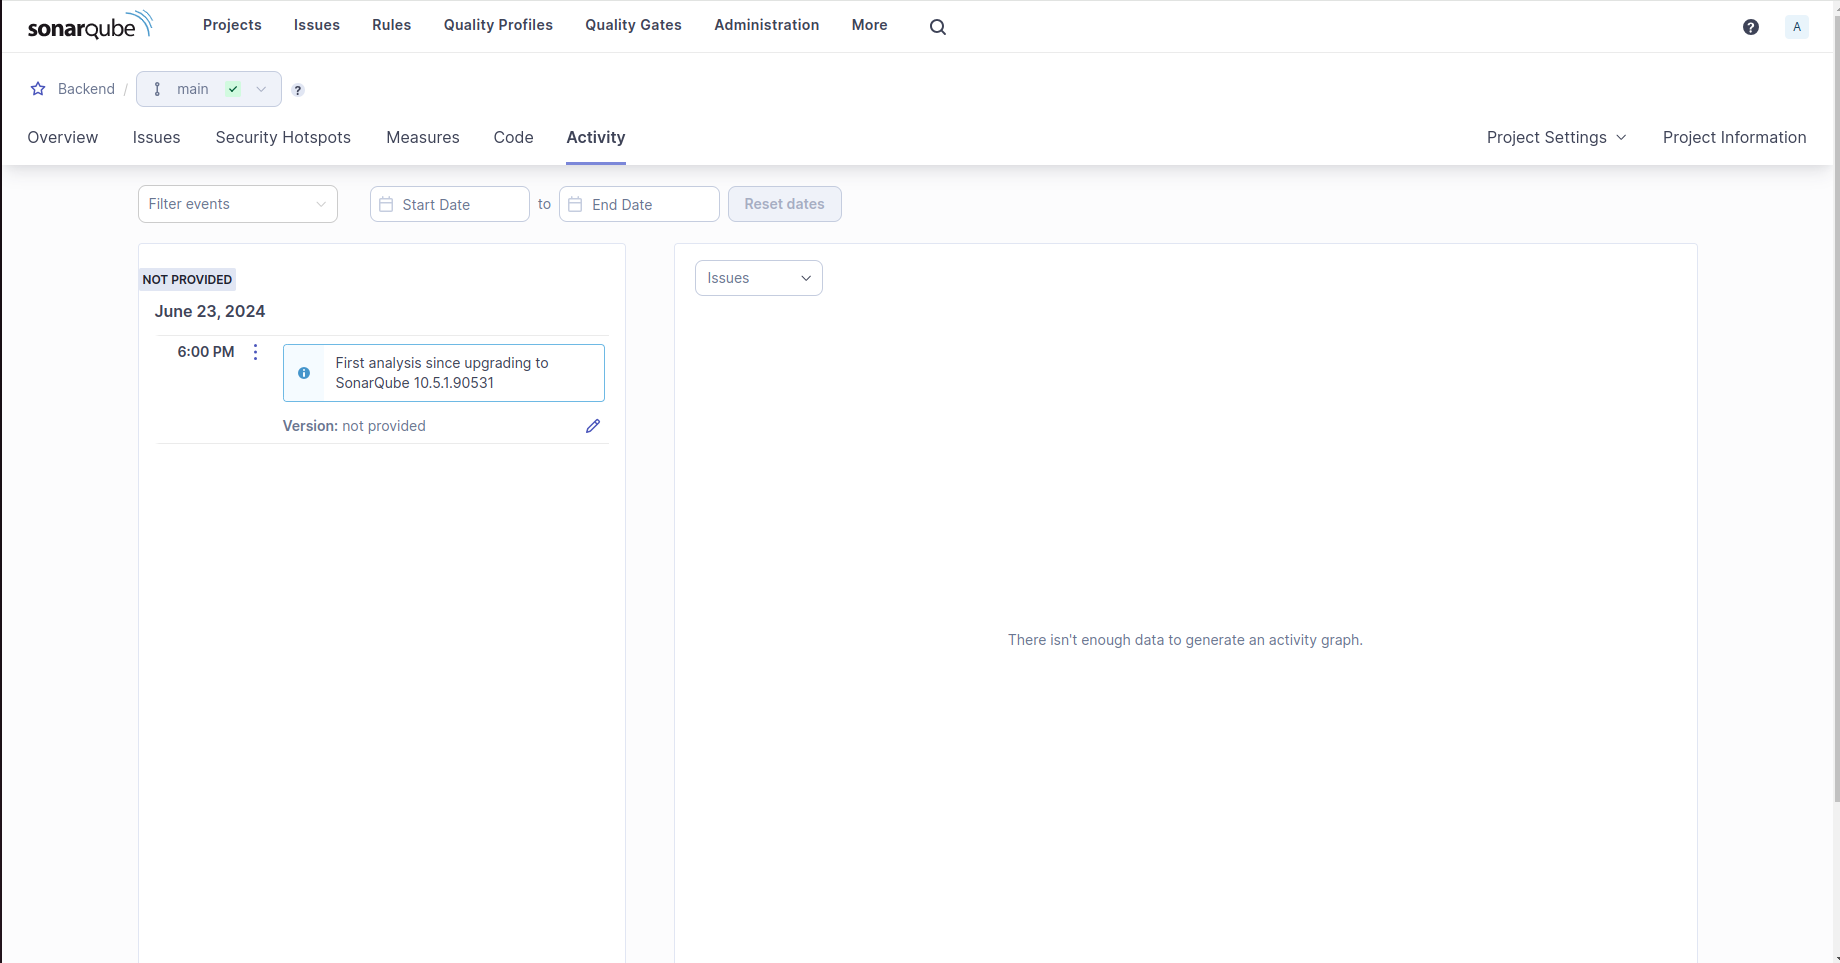 sonarqube Projects Issues Rules Quality Profiles Quality Gates Administration More ? A
Backend / main ?
Overview Issues Security Hotspots Measures Code Activity Project Settings Project Information
Filter events Start Date to End Date Reset dates
NOT PROVIDED
June 23, 2024
6:00 PM
First analysis since upgrading to
SonarQube 10.5.1.90531
Version: not provided
Issues
There isn't enough data to generate an activity graph.